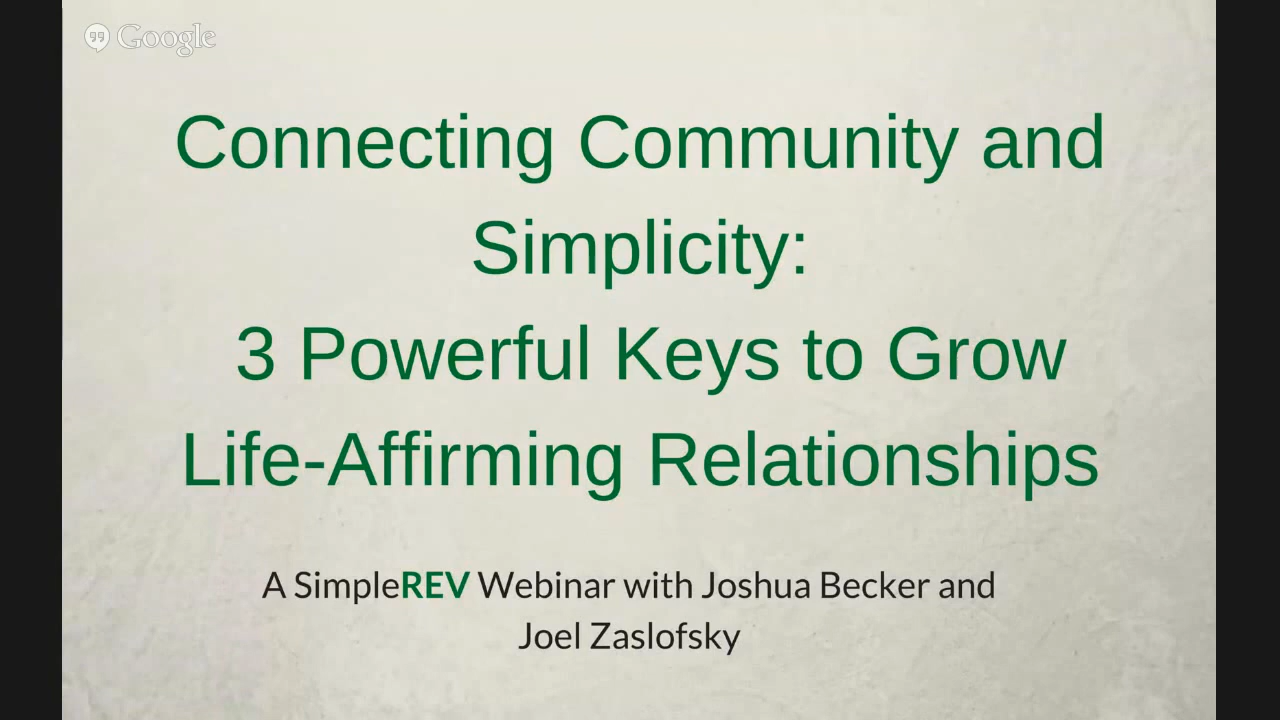 Google
Connecting Community and
Simplicity:
3 Powerful Keys to Grow
Life-Affirming Relationships
A SimpleREV Webinar with Joshua Becker and
Joel Zaslofsky